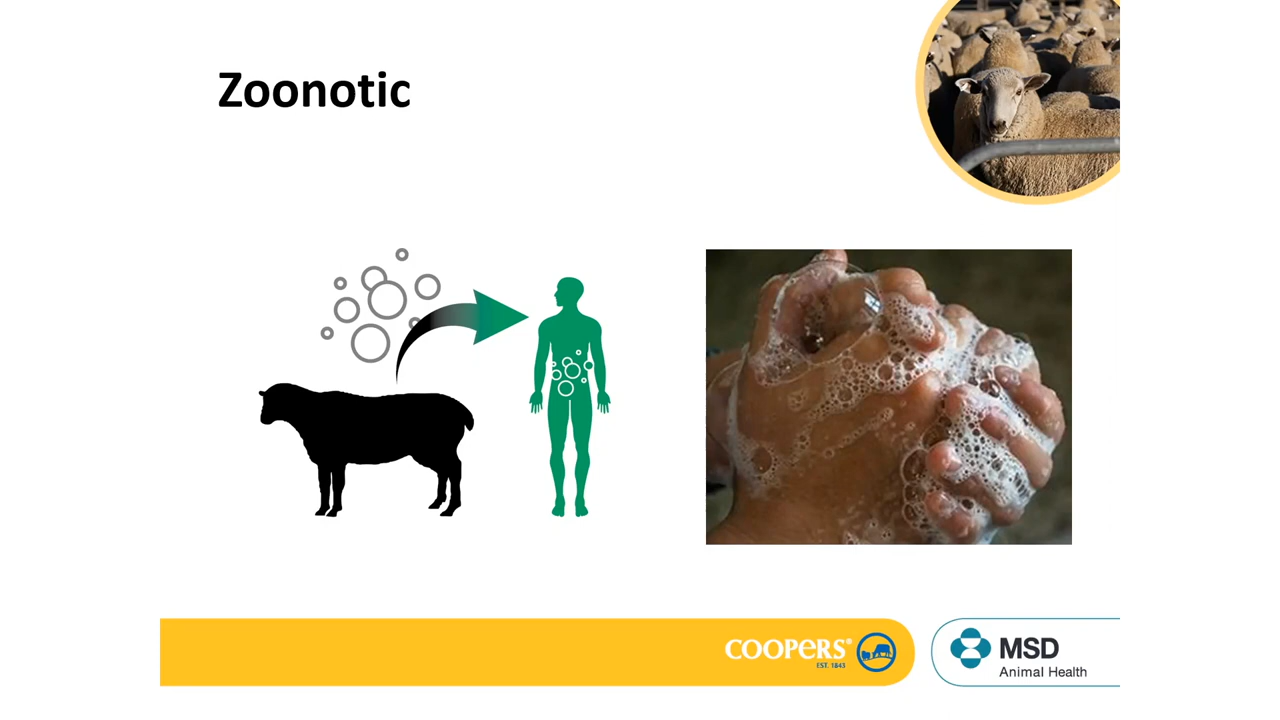 Zoonotic
COOPERS®
EST. 1843
MSD
Animal Health